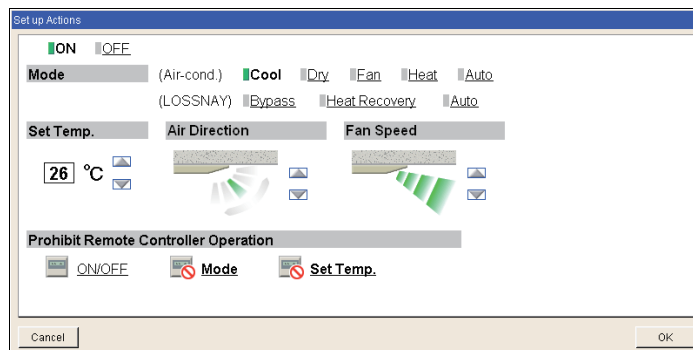 Set up Actions
ON OFF
Mode (Air-cond.) Cool Dry Fan Heat Auto
(LOSSNAY) Bypass Heat Recovery Auto
Set Temp. Air Direction Fan Speed
26 °C
Prohibit Remote Controller Operation
ON/OFF Mode Set Temp.
Cancel OK